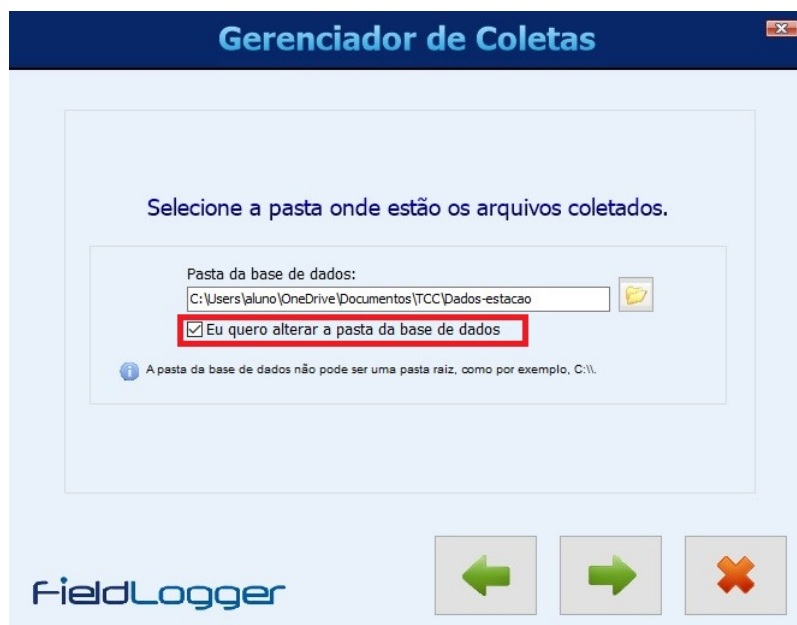 Gerenciador de Coletas
Selecione a pasta onde estão os arquivos coletados.
Pasta da base de dados:
C:\Users\aluno\OneDrive\Documentos\TCC\Dados-estacao
Eu quero alterar a pasta da base de dados
A pasta da base de dados não pode ser uma pasta raiz, como por exemplo, C:\\.
FieldLogger